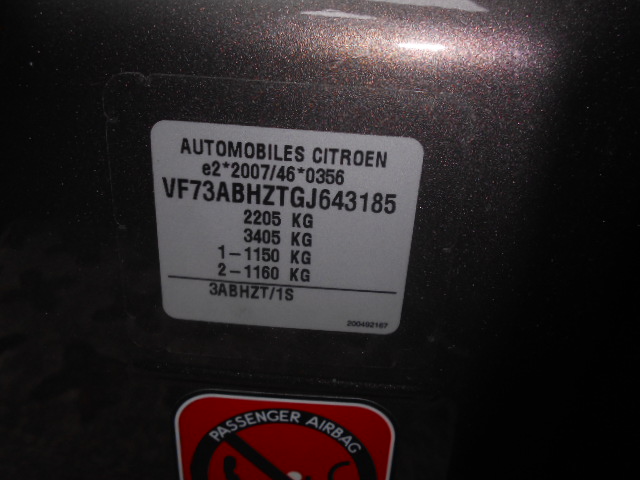 AUTOMOBILES CITROEN
e2*2007/46*0356
VF73ABHZTGJ643185
2205 KG
3405 KG
1-1150 KG
2-1160 KG
3ABHZT/1S
200492187
PASSENGER AIRBAG